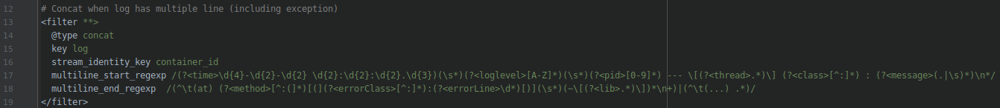 12 # Concat when log has multiple line (including exception)
13 <filter **>
14 @type concat
15 key log
16 stream_identity_key container_id
17 multiline_start_regexp /(?<time>\d{4}-\d{2}-\d{2} \d{2}:\d{2}:\d{2}.\d{3})(\s*)(?<loglevel>[A-Z]*)(\s*)(?<pid>[0-9]*) --- \[(?<thread>.*)\] (?<class>[^:]*) : (?<message>(.|\s)*)\n*/
18 multiline_end_regexp /(^\t(at) (?<method>[^:(]*)[(](?<errorClass>[^:]*):(?<errorLine>\d*)[)](\s*)(~\[(?<lib>.*)\])*\n+)|(^\t(...) .*)/
19 </filter>